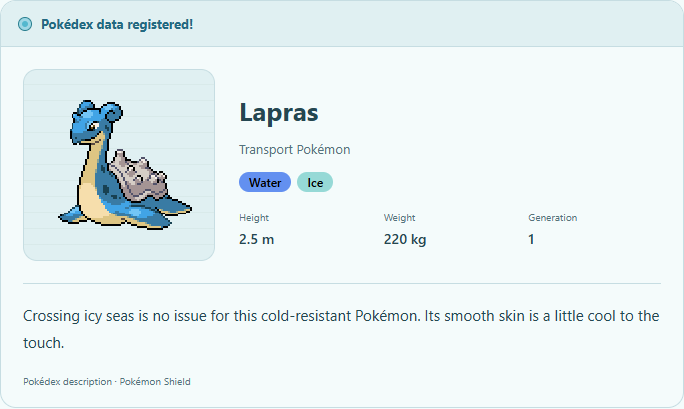 Pokédex data registered!
Lapras
Transport Pokémon
Water Ice
Height Weight Generation
2.5 m 220 kg 1
Crossing icy seas is no issue for this cold-resistant Pokémon. Its smooth skin is a little cool to the
touch.
Pokédex description · Pokémon Shield